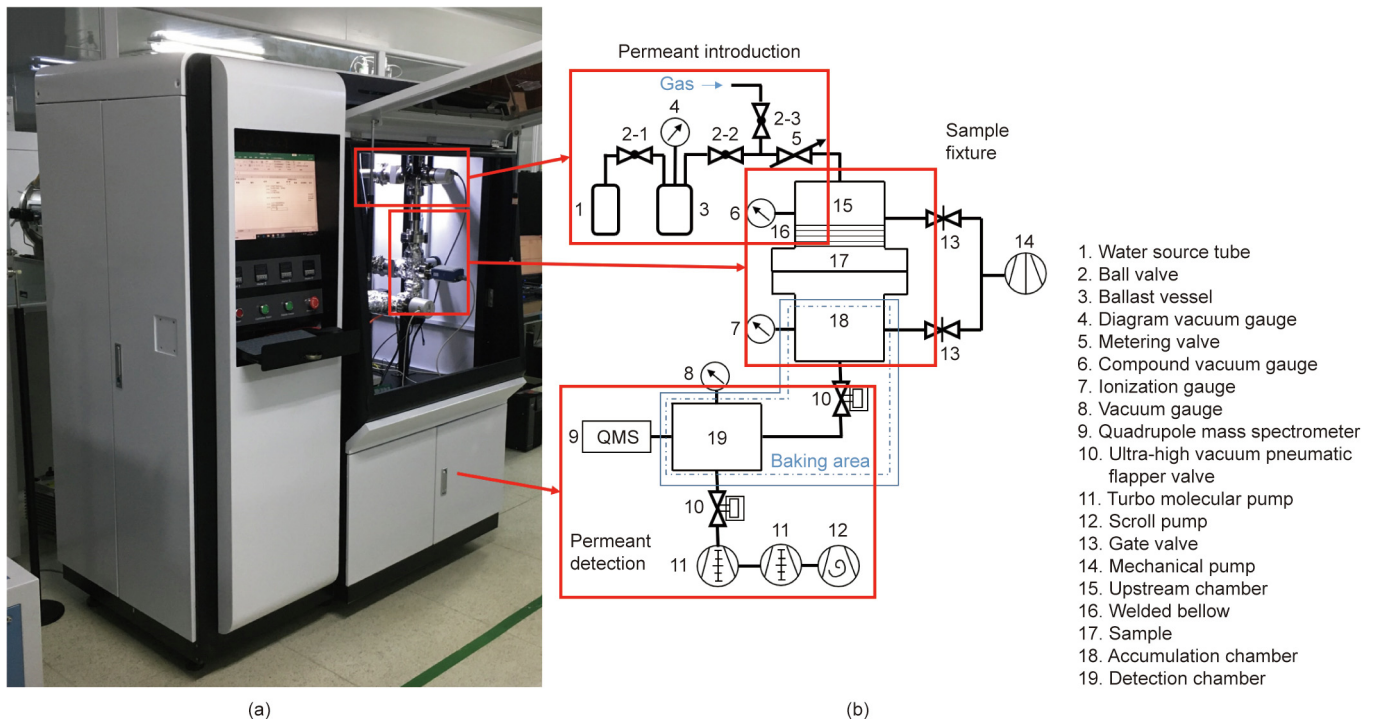 Permeant introduction
Gas
4
2-3
2-1
2-2
5
Sample
fixture
1
3
6
15
16
13
14
17
7
18
13
8
10
9
QMS
19
Baking area
10
Permeant
detection
11
11
12
1. Water source tube
2. Ball valve
3. Ballast vessel
4. Diagram vacuum gauge
5. Metering valve
6. Compound vacuum gauge
7. Ionization gauge
8. Vacuum gauge
9. Quadrupole mass spectrometer
10. Ultra-high vacuum pneumatic
flapper valve
11. Turbo molecular pump
12. Scroll pump
13. Gate valve
14. Mechanical pump
15. Upstream chamber
16. Welded bellow
17. Sample
18. Accumulation chamber
19. Detection chamber
(a)
(b)